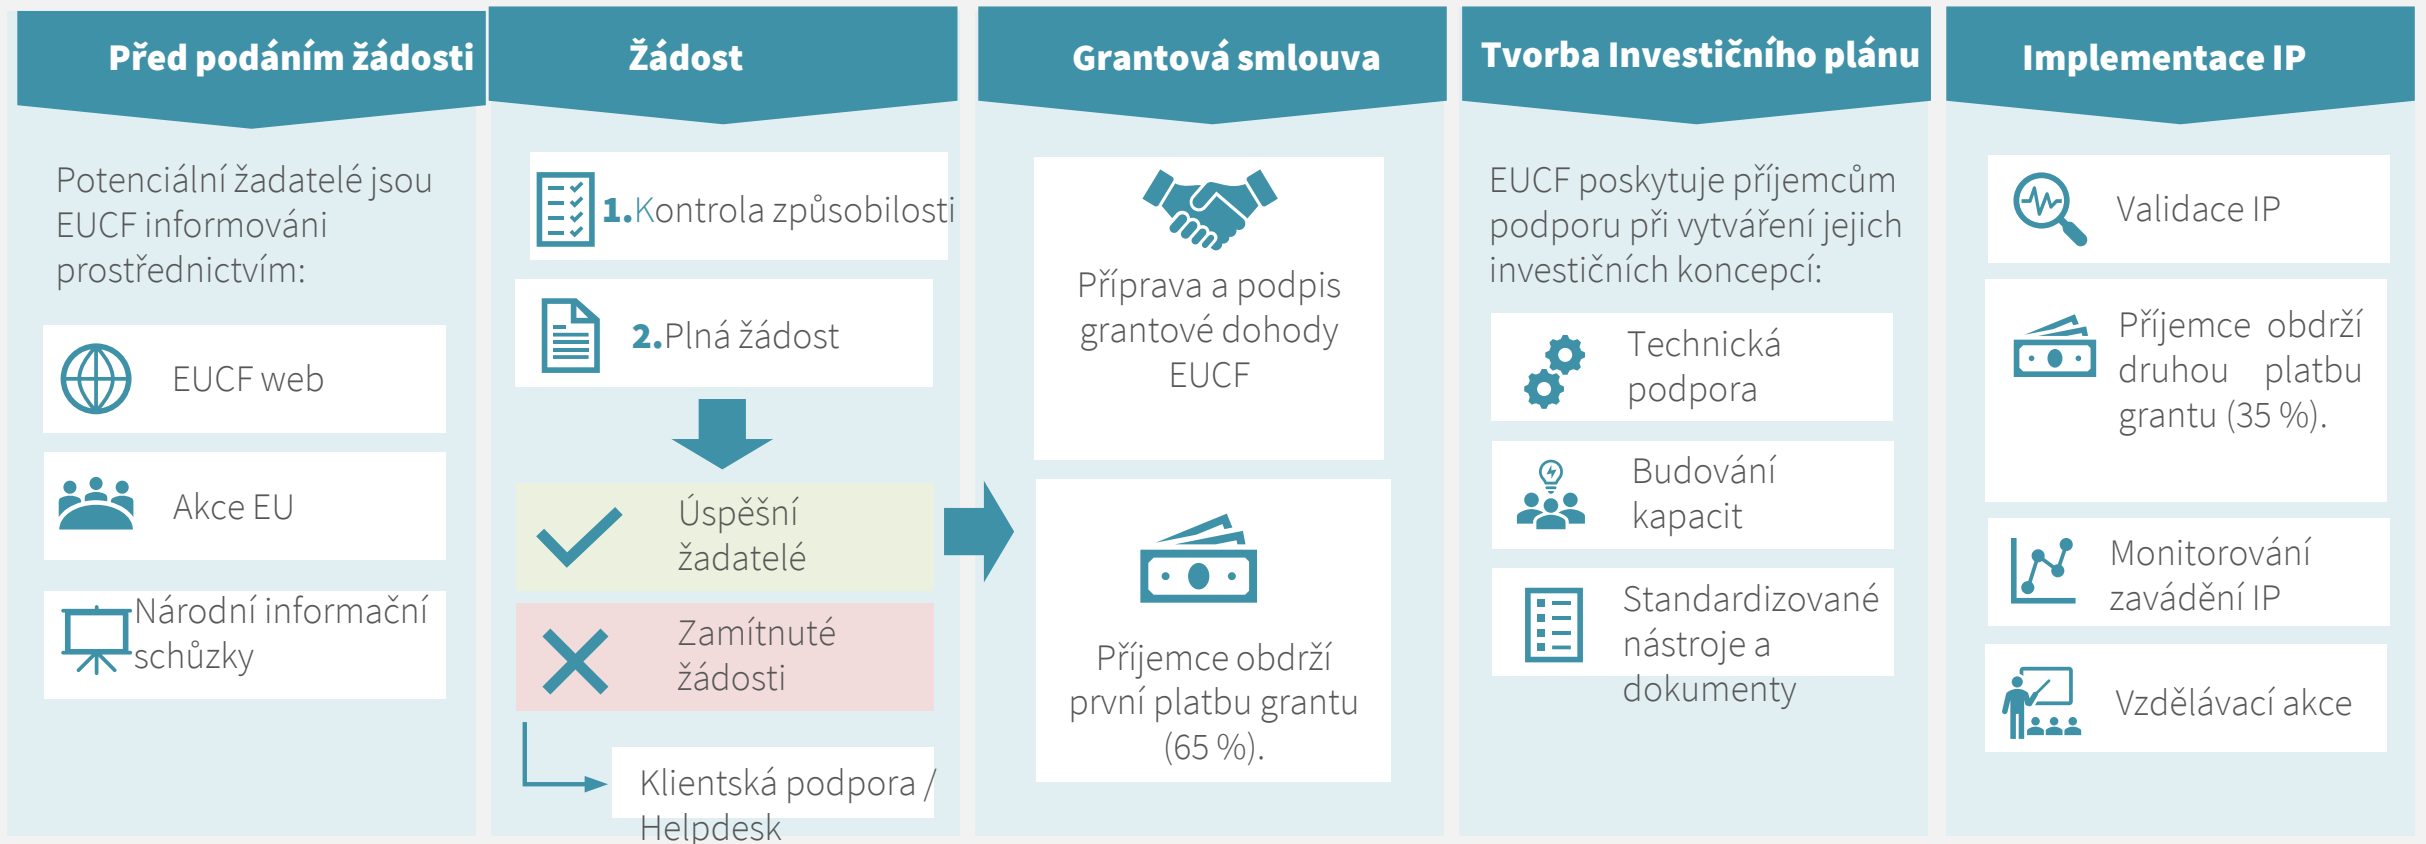 Před podáním žádosti
Potenciální žadatelé jsou
EUCF informováni
prostřednictvím:
EUCF web
Akce EU
Národní informační
schůzky
Žádost
1.Kontrola způsobilosti
2.Plná žádost
Úspěšní
žadatelé
Zamítnuté
žádosti
Klientská podpora /
Helpdesk
Grantová smlouva
Příprava a podpis
grantové dohody
EUCF
Příjemce obdrží
první platbu grantu
(65 %).
Tvorba Investičního plánu
EUCF poskytuje příjemcům
podporu při vytváření jejich
investičních koncepcí:
Technická
podpora
Budování
kapacit
Standardizované
nástroje a
dokumenty
Implementace IP
Validace IP
Příjemce obdrží
druhou platbu
grantu (35 %).
Monitorování
zavádění IP
Vzdělávací akce